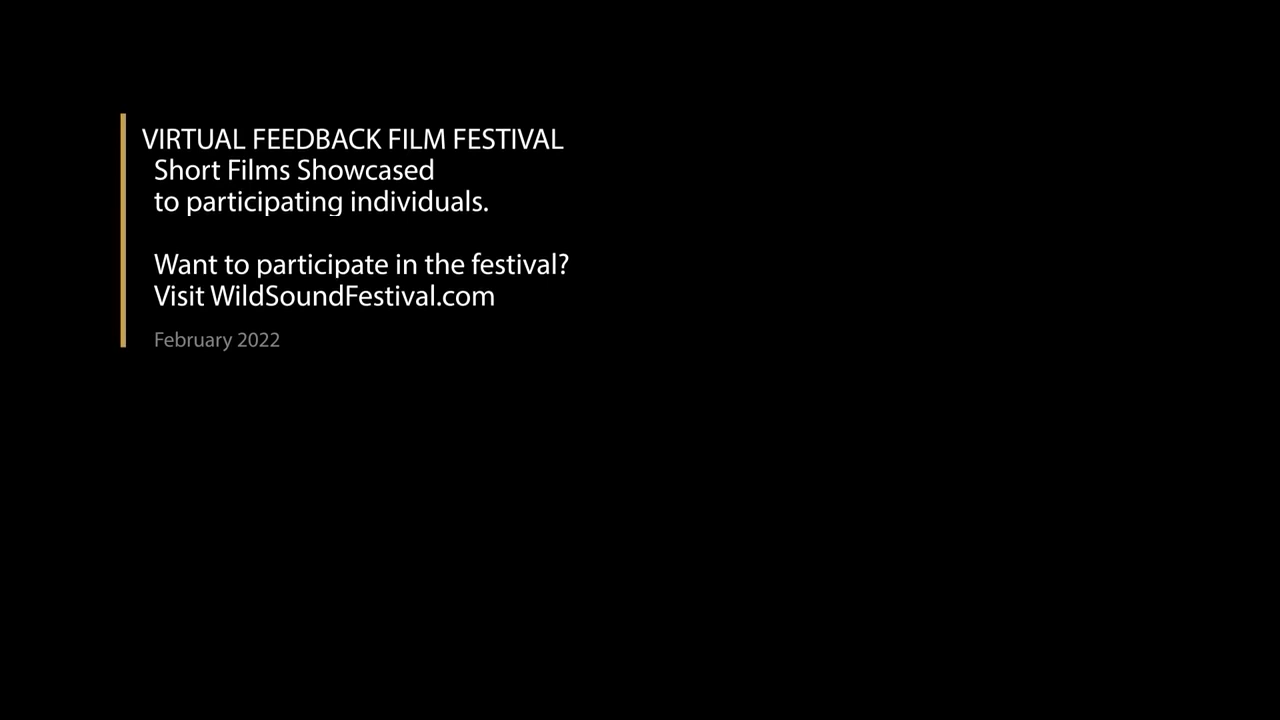 VIRTUAL FEEDBACK FILM FESTIVAL
Short Films Showcased
to participating individuals.
Want to participate in the festival?
Visit WildSoundFestival.com
February 2022